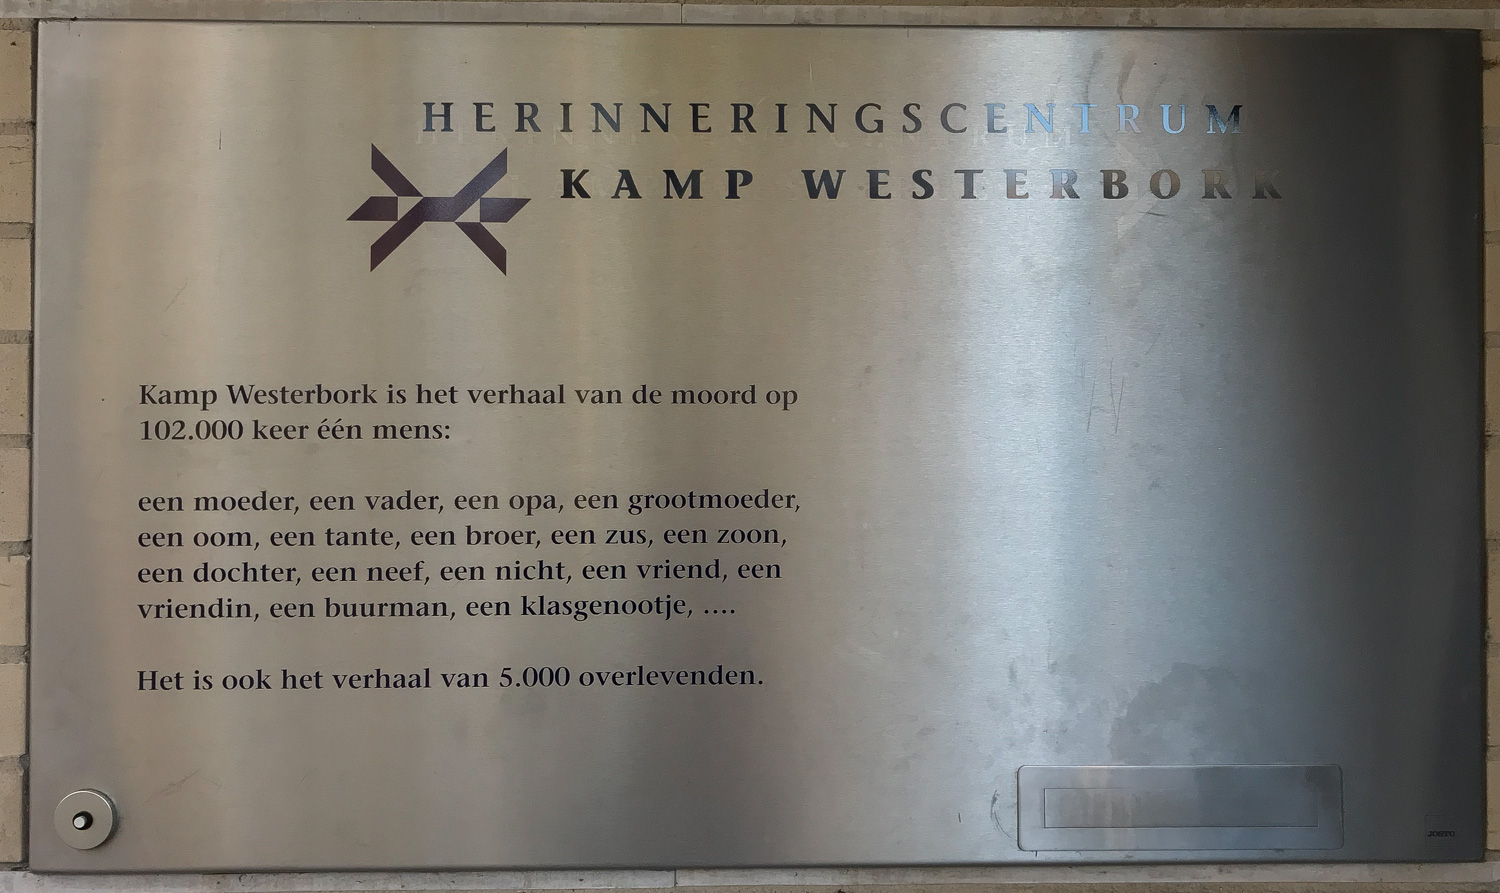 HERINNERINGSCENTRUM
KAMP WESTERBORK
Kamp Westerbork is het verhaal van de moord op
102.000 keer één mens:
een moeder, een vader, een opa, een grootmoeder,
een oom, een tante, een broer, een zus, een zoon,
een dochter, een neef, een nicht, een vriend, een
vriendin, een buurman, een klasgenootje, ....
Het is ook het verhaal van 5.000 overlevenden.